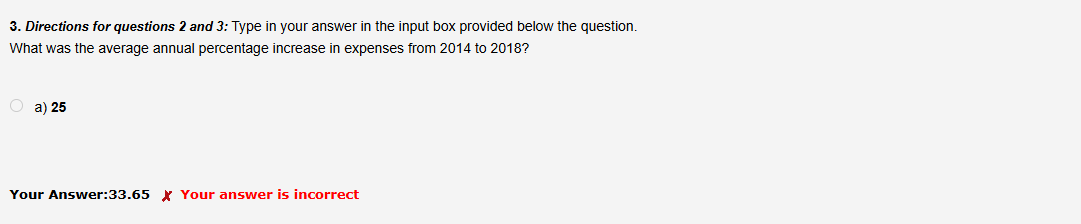 3. Directions for questions 2 and 3: Type in your answer in the input box provided below the question.
What was the average annual percentage increase in expenses from 2014 to 2018?
a) 25
Your Answer:33.65 ✗ Your answer is incorrect